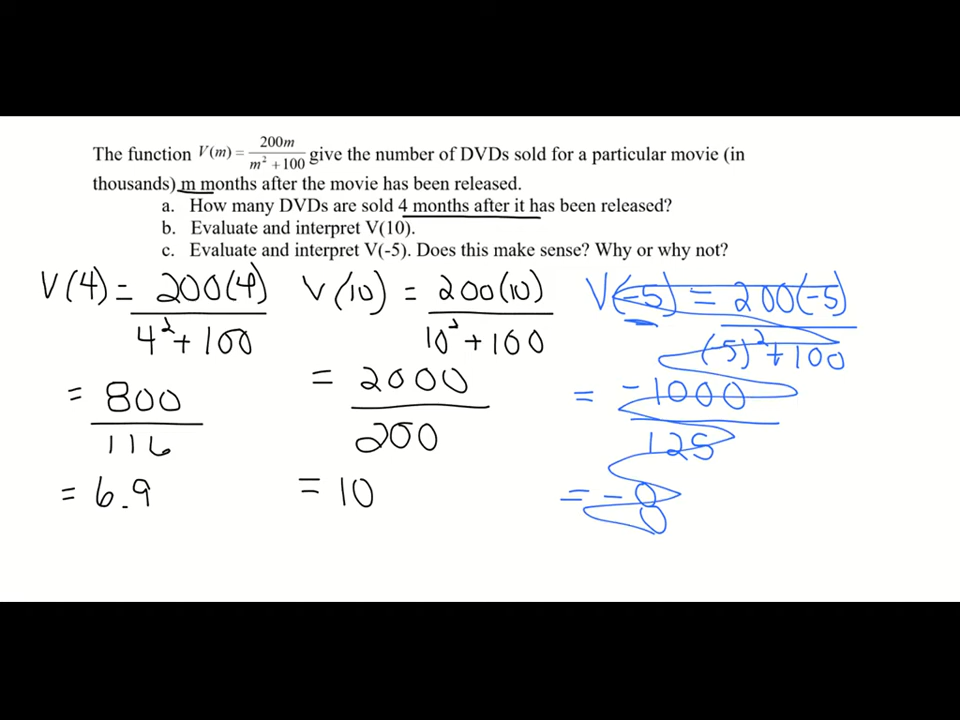 The function V(m) = 200m / m² + 100 give the number of DVDs sold for a particular movie (in
thousands) m months after the movie has been released.
a. How many DVDs are sold 4 months after it has been released?
b. Evaluate and interpret V(10).
c. Evaluate and interpret V(-5). Does this make sense? Why or why not?
V(4) = 200(4) / 4² + 100
= 800 / 116
= 6.9
V(10) = 200(10) / 10² + 100
= 2000 / 200
= 10
V(-5) = 200(-5) / (-5)² + 100
= -1000 / 125
= -8